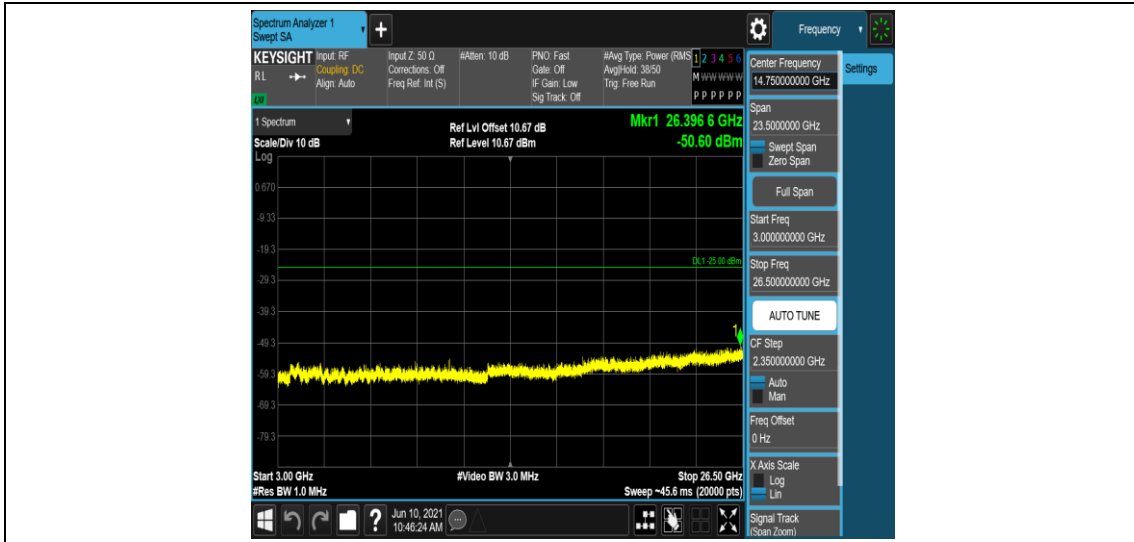 Spectrum Analyzer 1
Swept SA
+
Frequency
KEYSIGHT
RL
Input: RF
Coupling: DC
Align: Auto
Input Z: 50 Ω
Corrections: Off
Freq Ref: Int (S)
#Atten: 10 dB
PNO: Fast
Gate: Off
IF Gain: Low
Sig Track: Off
#Avg Type: Power (RMS
Avg|Hold: 38/50
Trig: Free Run
1 2 3 4 5 6
M W W W W W
P P P P P P
1 Spectrum
Scale/Div 10 dB
Log
Ref Lvl Offset 10.67 dB
Ref Level 10.67 dBm
Mkr1 26.396 6 GHz
-50.60 dBm
0.670
-9.33
-19.3
DL1 -25.00 dBm
-29.3
-39.3
1
-49.3
-59.3
-69.3
-79.3
Start 3.00 GHz
#Res BW 1.0 MHz
#Video BW 3.0 MHz
Stop 26.50 GHz
Sweep ~45.6 ms (20000 pts)
?
Jun 10, 2021
10:46:24 AM
Center Frequency
14.750000000 GHz
Settings
Span
23.5000000 GHz
Swept Span
Zero Span
Full Span
Start Freq
3.000000000 GHz
Stop Freq
26.500000000 GHz
AUTO TUNE
CF Step
2.350000000 GHz
Auto
Man
Freq Offset
0 Hz
X Axis Scale
Log
Lin
Signal Track
(Span Zoom)